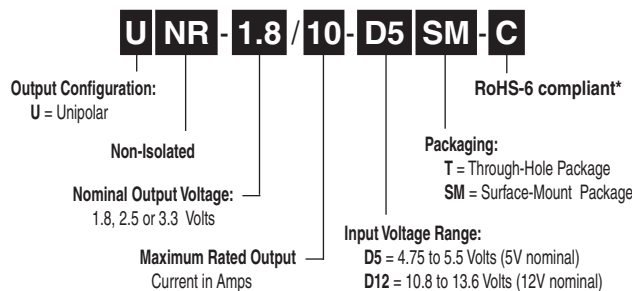 U NR - 1.8 / 10 - D5 SM - C
Output Configuration:
U = Unipolar
Non-Isolated
Nominal Output Voltage:
1.8, 2.5 or 3.3 Volts
Maximum Rated Output
Current in Amps
RoHS-6 compliant*
Packaging:
T = Through-Hole Package
SM = Surface-Mount Package
Input Voltage Range:
D5 = 4.75 to 5.5 Volts (5V nominal)
D12 = 10.8 to 13.6 Volts (12V nominal)